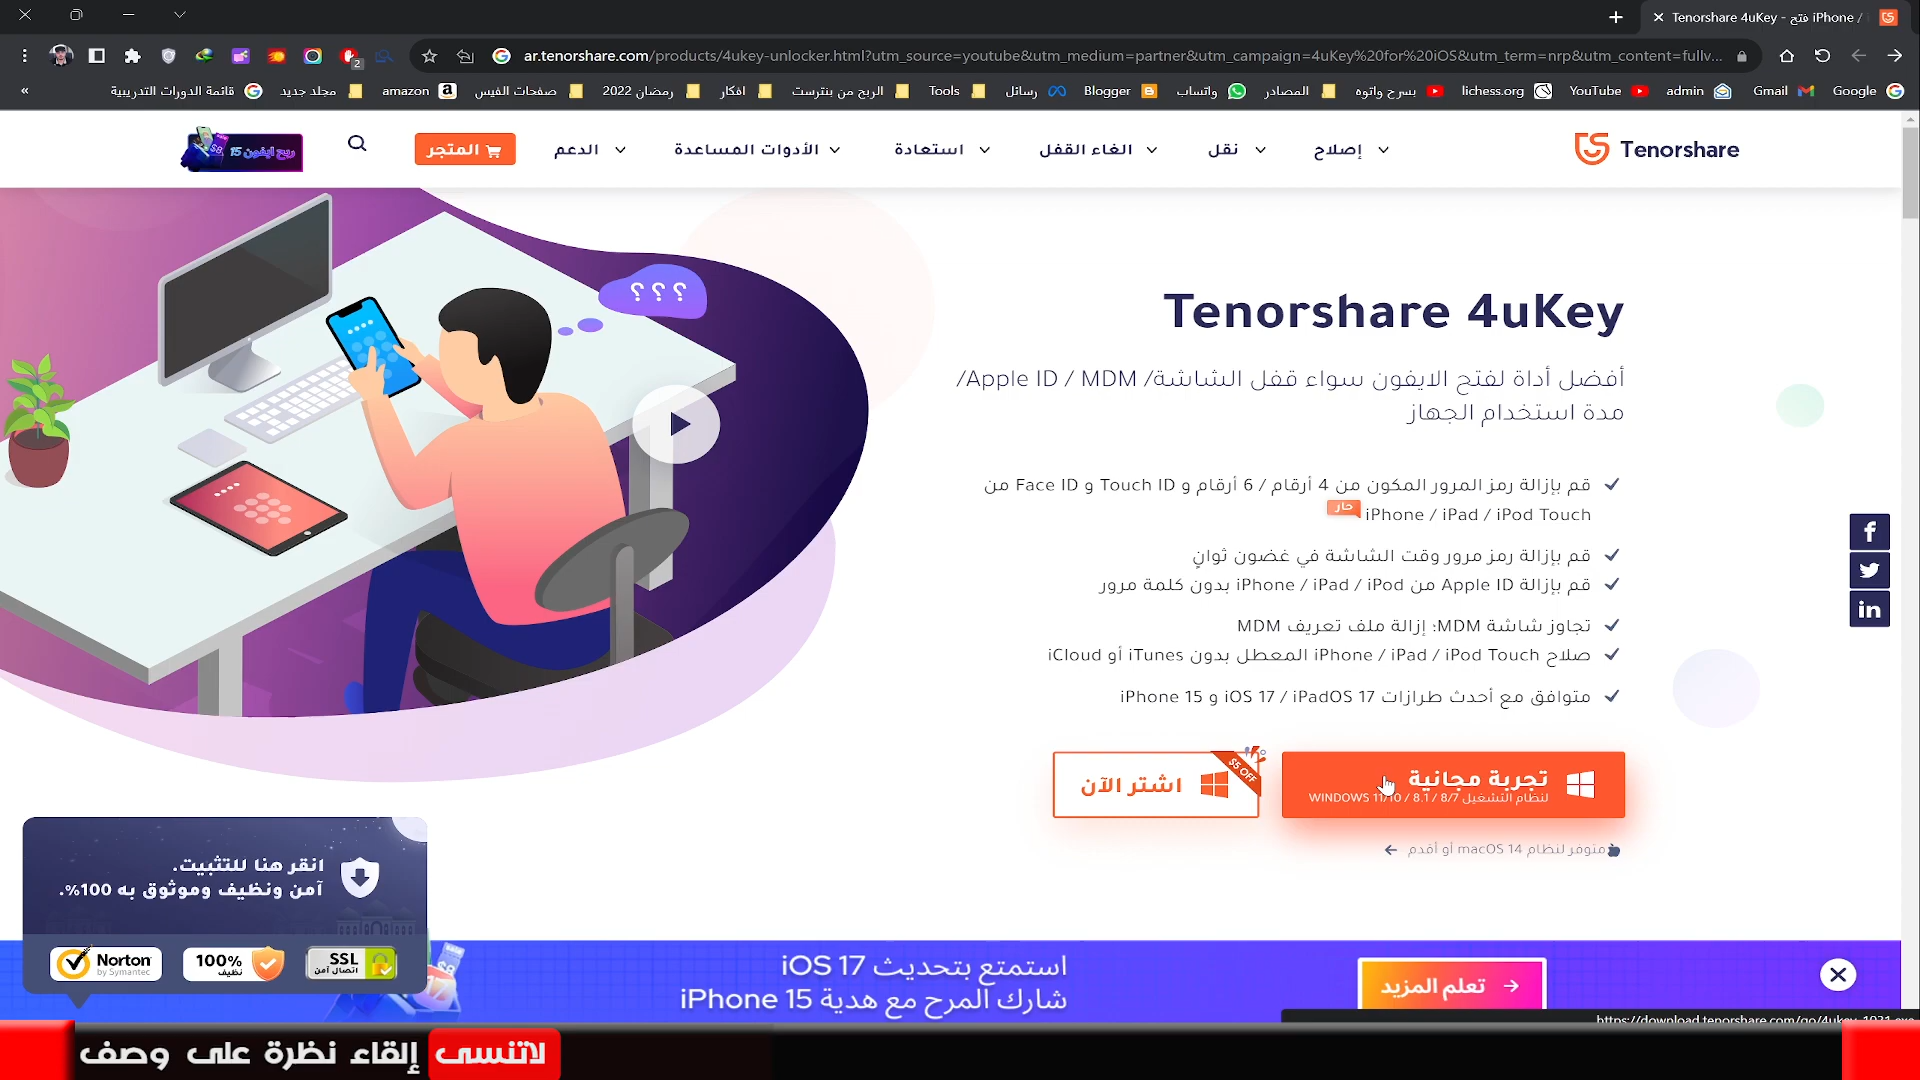 Tenorshare 4uKey - فتح iPhone /
ar.tenorshare.com/products/4ukey-unlocker.html?utm_source=youtube&utm_medium=partner&utm_campaign=4uKey%20for%20iOS&utm_term=nrp&utm_content=fullv...
2
Google
Gmail
admin
YouTube
lichess.org
بسرح واتوه
المصادر
واتساب
Blogger
رسائل
Tools
الربح من بنترست
افكار
رمضان 2022
صفحات الفيس
amazon
مجلد جديد
قائمة الدورات التدريبية
»
Tenorshare
إصلاح
نقل
الغاء القفل
استعادة
الأدوات المساعدة
الدعم
المتجر
ربح ايفون 15
؟ ؟ ؟
Tenorshare 4uKey
أفضل أداة لفتح الايفون سواء قفل الشاشة/ Apple ID / MDM/
مدة استخدام الجهاز
قم بإزالة رمز المرور المكون من 4 أرقام / 6 أرقام و Touch ID و Face ID من
iPhone / iPad / iPod Touch حار
قم بإزالة رمز مرور وقت الشاشة في غضون ثوانٍ
قم بإزالة Apple ID من iPhone / iPad / iPod بدون كلمة مرور
تجاوز شاشة MDM؛ إزالة ملف تعريف MDM
صلاح iPhone / iPad / iPod Touch المعطل بدون iTunes أو iCloud
متوافق مع أحدث طرازات iOS 17 / iPadOS 17 و iPhone 15
تجربة مجانية
لنظام التشغيل WINDOWS 11/10 / 8.1 / 8/7
اشتر الآن
$5 OFF
متوفر لنظام macOS 14 أو أقدم
انقر هنا للتثبيت.
آمن ونظيف وموثوق به 100%.
SSL
اتصال آمن
100%
نظيف
Norton
by Symantec
استمتع بتحديث iOS 17
شارك المرح مع هدية iPhone 15
تعلم المزيد
لاتنسى إلقاء نظرة على وصف